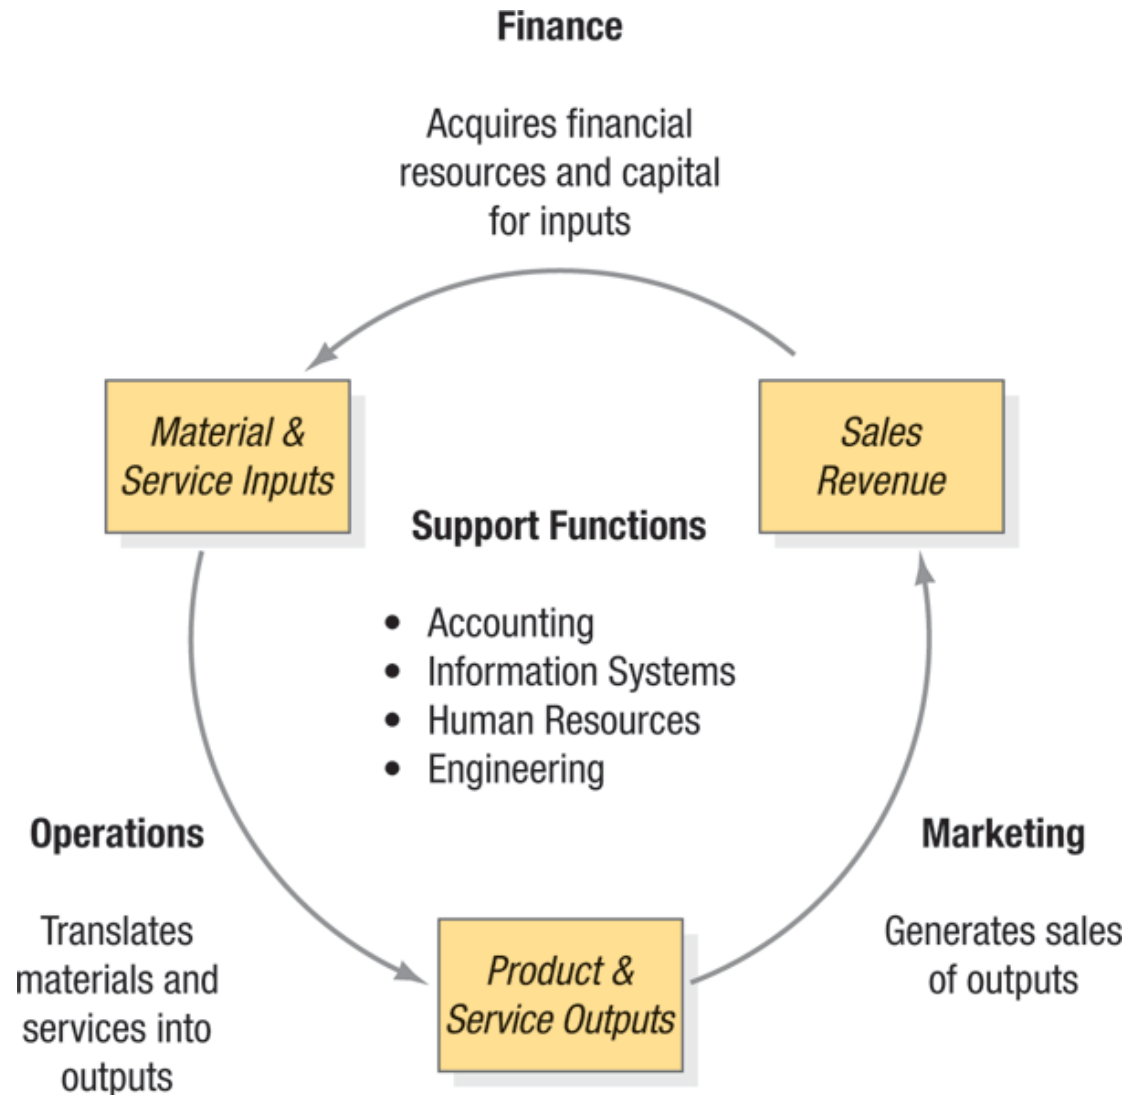 Finance
Acquires financial
resources and capital
for inputs
Material &
Service Inputs
Sales
Revenue
Support Functions
• Accounting
• Information Systems
• Human Resources
• Engineering
Operations
Translates
materials and
services into
outputs
Marketing
Generates sales
of outputs
Product &
Service Outputs